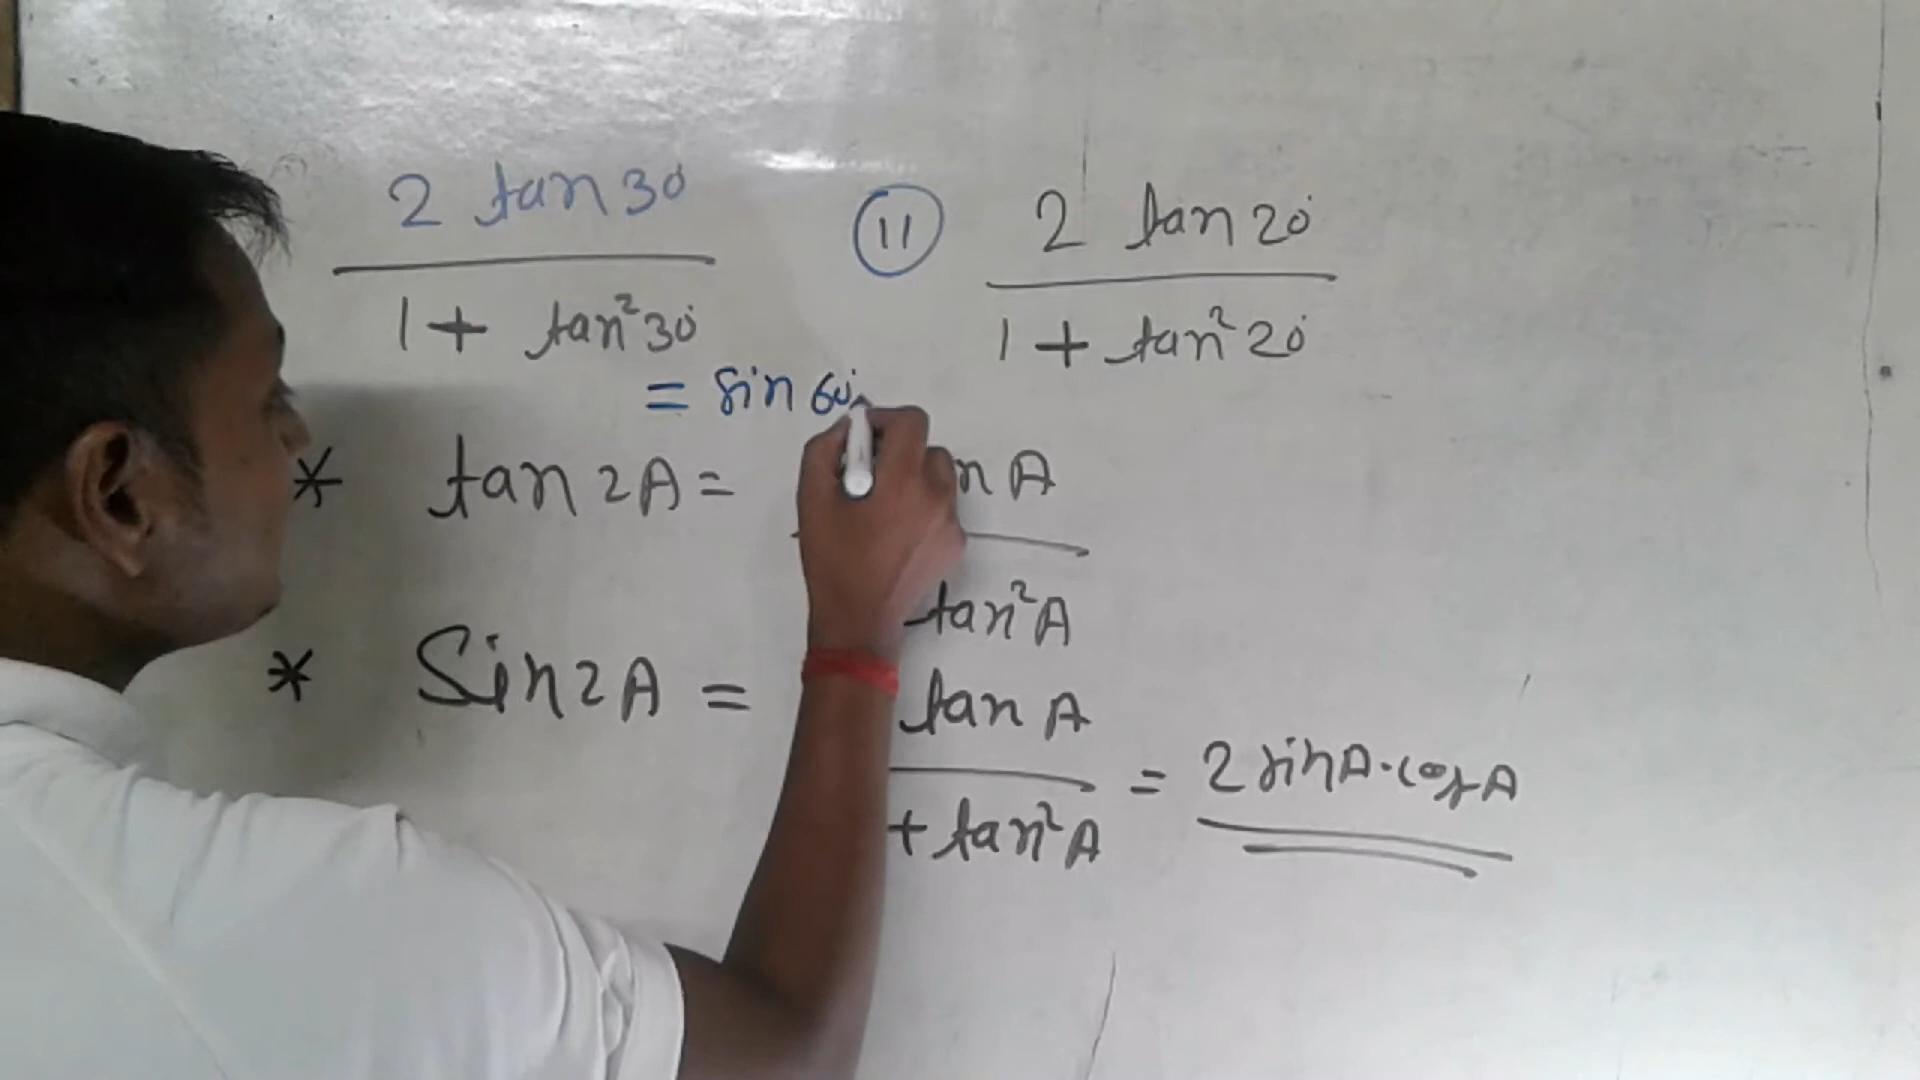 2 tan 30°
1 + tan² 30°
= sin 60°
11
2 tan 20°
1 + tan² 20°
* tan 2A =
A
tan² A
* Sin 2A = tan A
+ tan² A
= 2 sin A · cos A